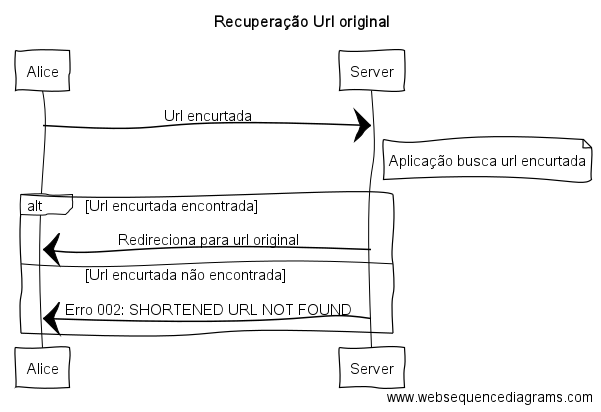 Recuperação Url original
Alice
Server
Url encurtada
Aplicação busca url encurtada
alt
[Url encurtada encontrada]
Redireciona para url original
[Url encurtada não encontrada]
Erro 002: SHORTENED URL NOT FOUND
Alice
Server
www.websequencediagrams.com